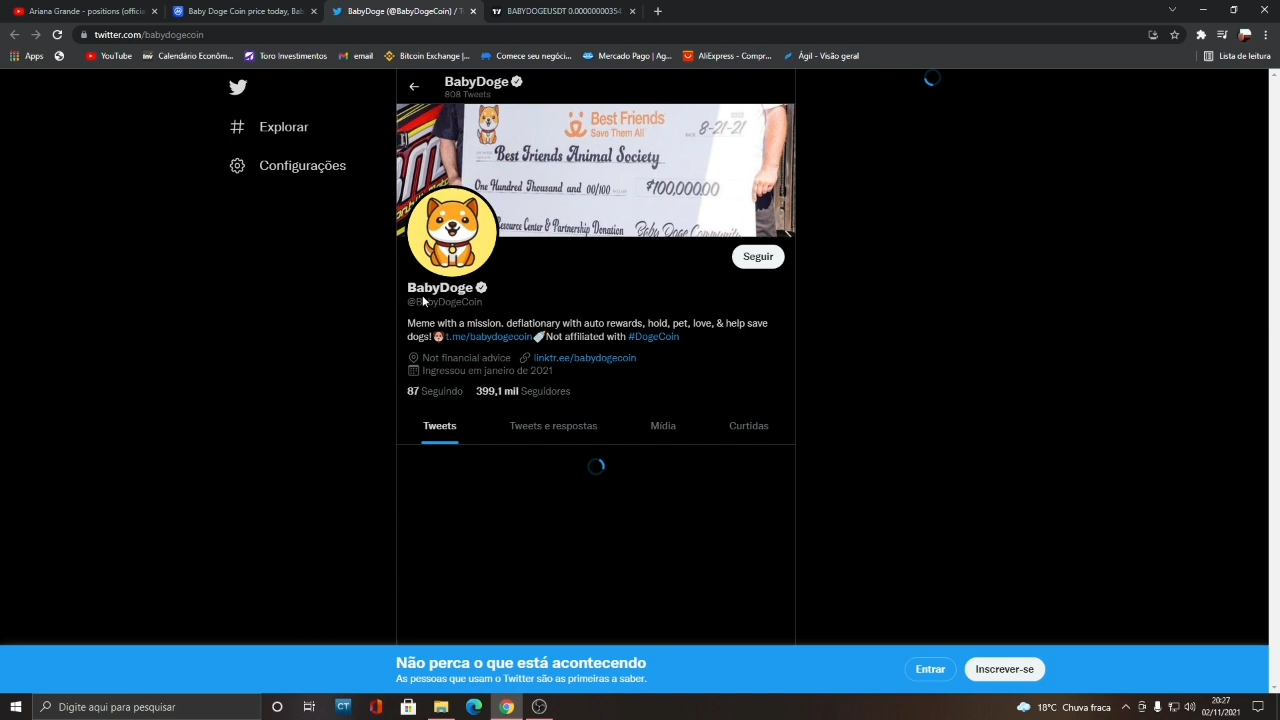 Ariana Grande - positions (officia
Baby Doge Coin price today, Bab
BabyDoge (@BabyDogeCoin) / T
BABYDOGEUSDT 0.0000000354
twitter.com/babydogecoin
Apps
YouTube
Calendário Econôm...
Toro Investimentos
email
Bitcoin Exchange |...
Comece seu negóci...
Mercado Pago | Ag...
AliExpress - Compr...
Ágil - Visão geral
Lista de leitura
BabyDoge
808 Tweets
Explorar
Configurações
Best Friends
Save Them All
8-21-21
Best Friends Animal Society
One Hundred Thousand and 00/100
$100,000.00
Resource Center & Partnership Donation
Baby Doge Community
Seguir
BabyDoge
@BabyDogeCoin
Meme with a mission. deflationary with auto rewards, hold, pet, love, & help save
dogs! t.me/babydogecoin Not affiliated with #DogeCoin
Not financial advice linktr.ee/babydogecoin
Ingressou em janeiro de 2021
87 Seguindo 399,1 mil Seguidores
Tweets
Tweets e respostas
Mídia
Curtidas
Não perca o que está acontecendo
As pessoas que usam o Twitter são as primeiras a saber.
Entrar
Inscrever-se
Digite aqui para pesquisar
CT
18°C Chuva fraca
20:27
02/11/2021